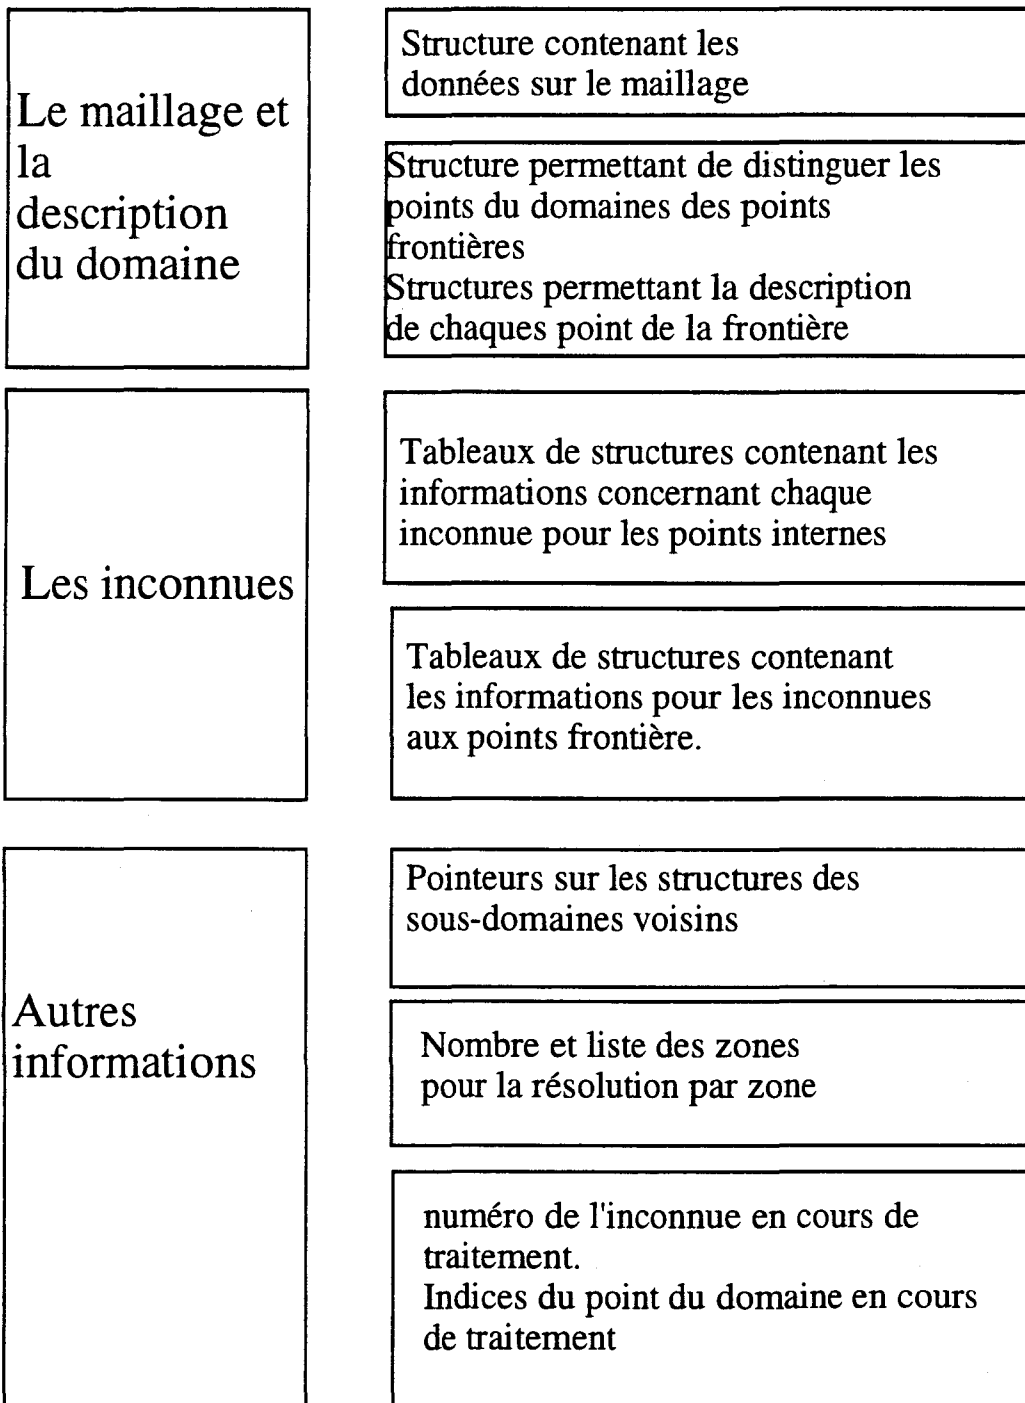 Le maillage et
la
description
du domaine
Structure contenant les
données sur le maillage
Structure permettant de distinguer les
points du domaines des points
frontières
Structures permettant la description
de chaques point de la frontière
Les inconnues
Tableaux de structures contenant les
informations concernant chaque
inconnue pour les points internes
Tableaux de structures contenant
les informations pour les inconnues
aux points frontière.
Autres
informations
Pointeurs sur les structures des
sous-domaines voisins
Nombre et liste des zones
pour la résolution par zone
numéro de l'inconnue en cours de
traitement.
Indices du point du domaine en cours
de traitement